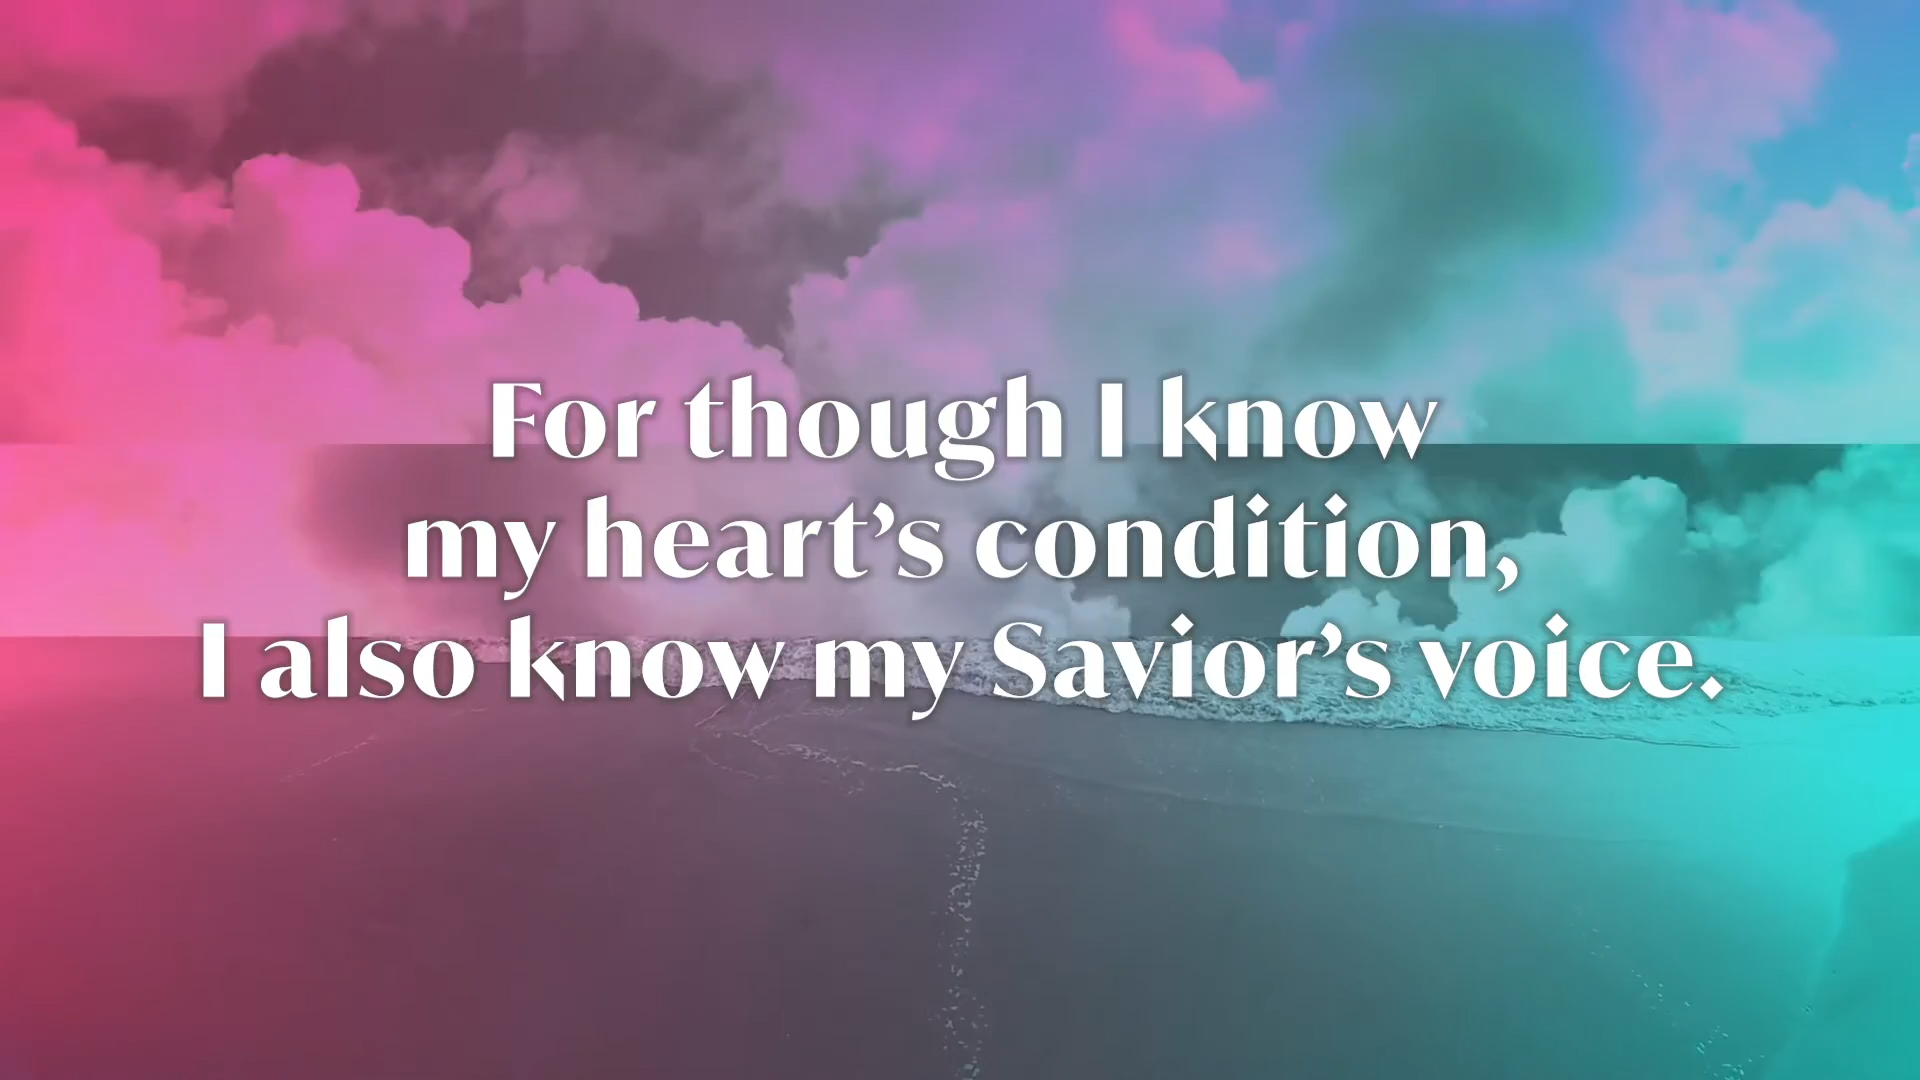 For though I know
my heart’s condition,
I also know my Savior’s voice.